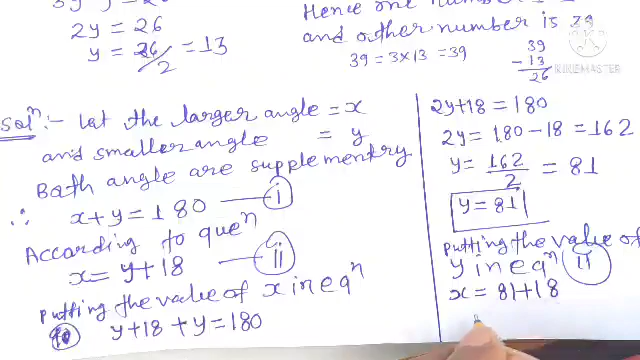 2y = 26
y = 26/2 = 13
Hence one number
and other number is 39
39 = 3x13 = 39
39
- 13
26
KINEMASTER
Solⁿ:- Let the larger angle = x
and smaller angle = y
Bath angle are supplementry
∴ x+y = 180 — i
According to queⁿ
x = y+18 — ii
putting the value of x in eqⁿ
y+18 + y = 180
2y+18 = 180
2y = 180 - 18 = 162
y = 162/2 = 81
y = 81
putting the value of
y in eqⁿ ii
x = 81+18